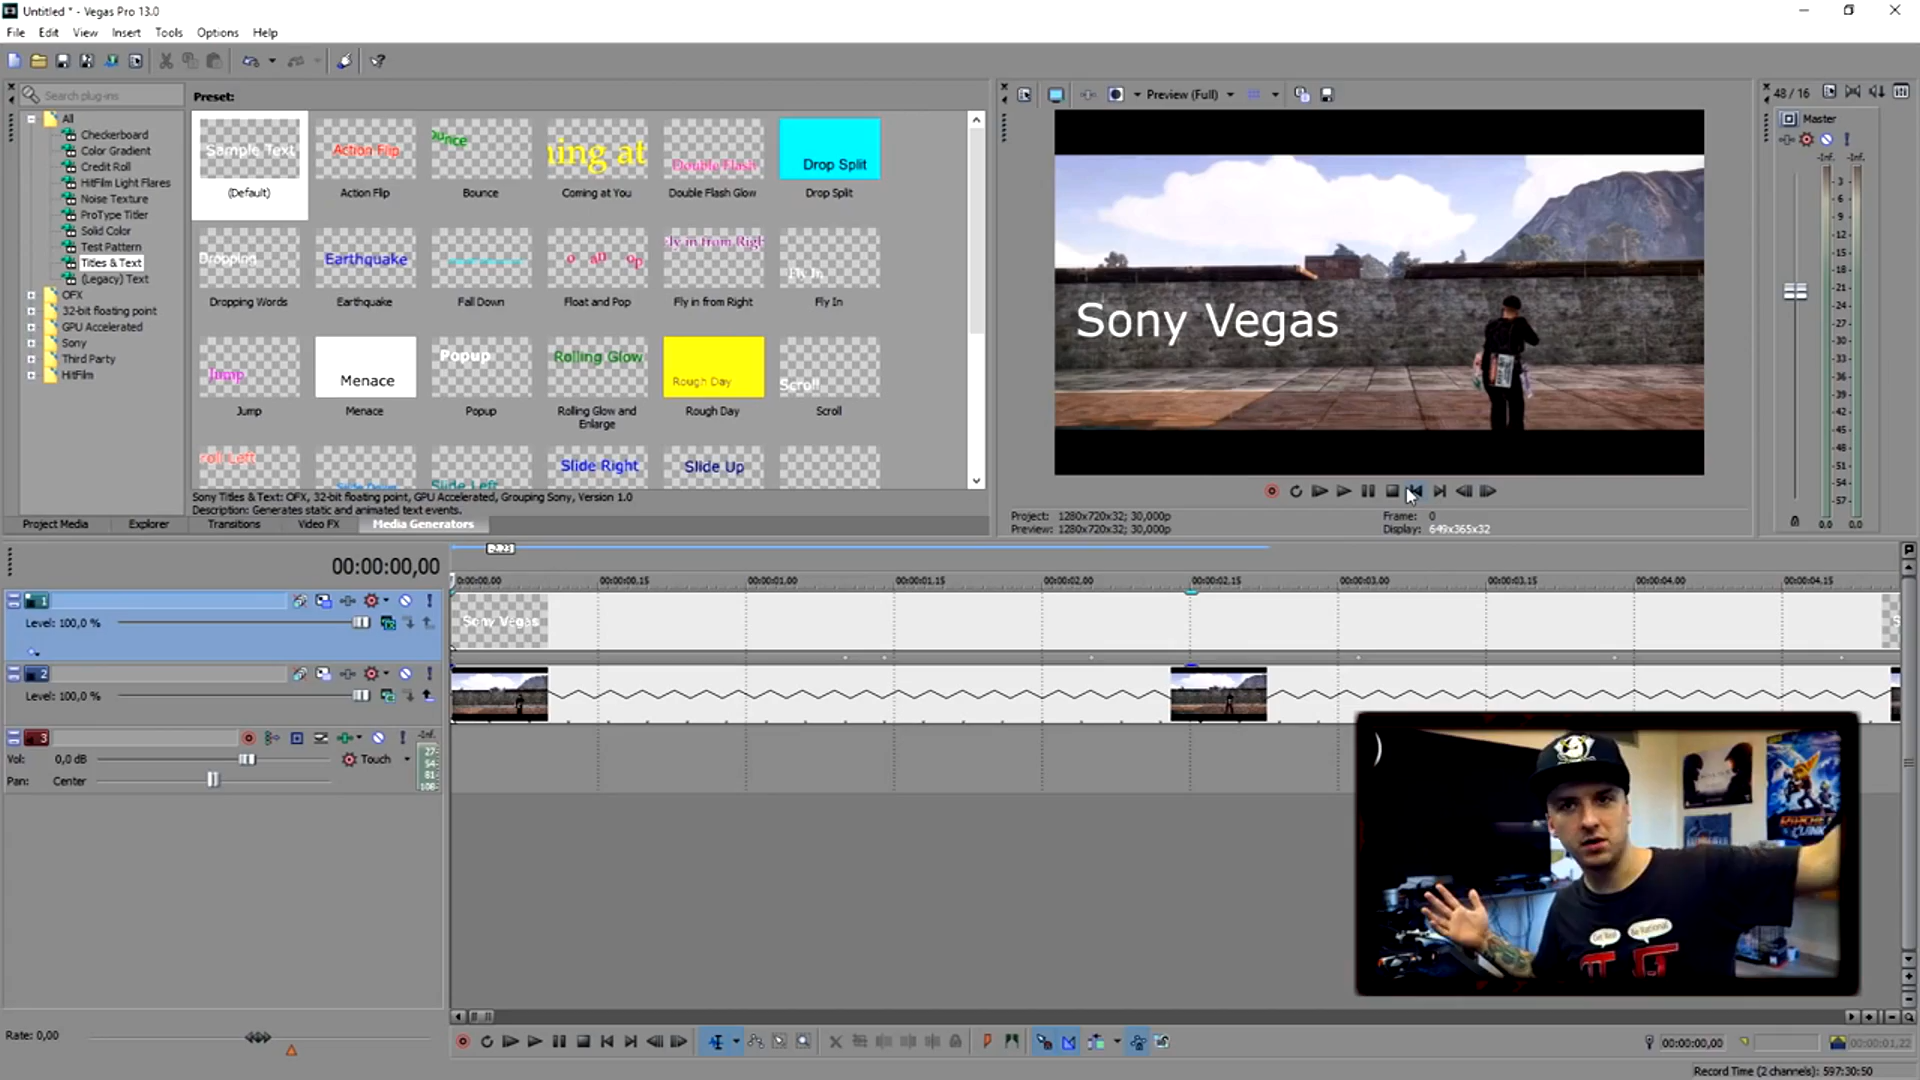 Untitled * - Vegas Pro 13.0
File Edit View Insert Tools Options Help
Search plug-ins
Preset:
All
Checkerboard
Color Gradient
Credit Roll
HitFilm Light Flares
Noise Texture
ProType Titler
Solid Color
Test Pattern
Titles & Text
(Legacy) Text
OFX
32-bit floating point
GPU Accelerated
Sony
Third Party
HitFilm
Sample Text
Action Flip
ounce
ning at
Double Flash
Drop Split
(Default)
Action Flip
Bounce
Coming at You
Double Flash Glow
Drop Split
Dropping
Earthquake
o an op
ly in from Righ
Fly In
Dropping Words
Earthquake
Fall Down
Float and Pop
Fly in from Right
Fly In
Jump
Menace
Popup
Rolling Glow
Rough Day
Scroll
Jump
Menace
Popup
Rolling Glow and Enlarge
Rough Day
Scroll
roll Left
Slide Down
Slide Left
Slide Right
Slide Up
Sony Titles & Text: OFX, 32-bit floating point, GPU Accelerated, Grouping Sony, Version 1.0
Description: Generates static and animated text events.
Project Media Explorer Transitions Video FX Media Generators
Preview (Full)
Sony Vegas
Project: 1280x720x32; 30,000p
Preview: 1280x720x32; 30,000p
Frame: 0
Display: 649x365x32
48 / 16
Master
-Inf. -Inf.
3
6
9
12
15
18
21
24
27
30
33
36
39
42
45
48
51
54
57
0.0 0.0
00:00:00,00
-2.23
0:00:00.00 00:00:00.15 00:00:01.00 00:00:01.15 00:00:02.00 00:00:02.15 00:00:03.00 00:00:03.15 00:00:04.00 00:00:04.15
1
Level: 100,0 %
Sony Vegas
2
Level: 100,0 %
3
Vol: 0,0 dB
Touch
Pan: Center
-Inf.
27
54
81
108
Get Real
Be Rational
Rate: 0,00
00:00:00,00
00:00:01,22
Record Time (2 channels): 597:30:50